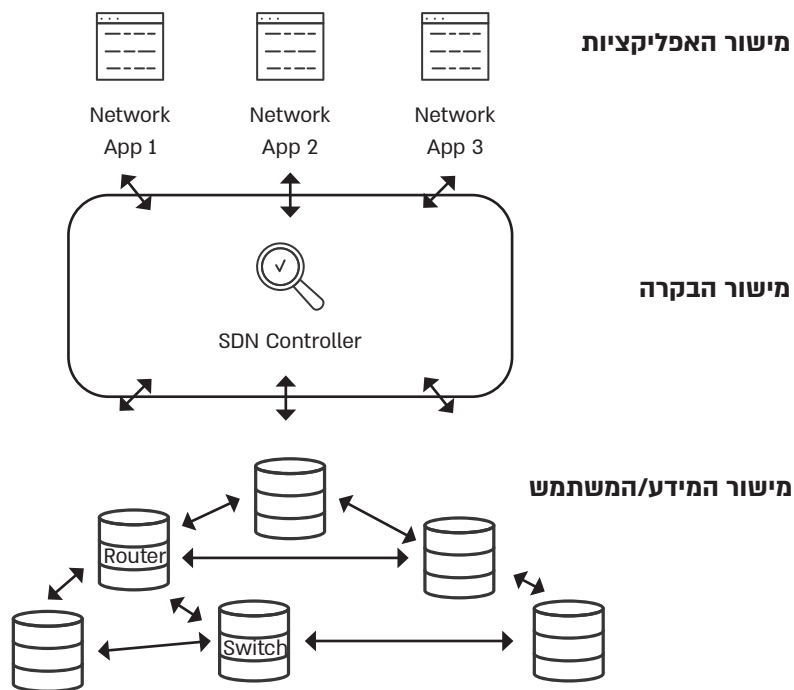 מישור האפליקציות
Network
App 1
Network
App 2
Network
App 3
מישור הבקרה
SDN Controller
מישור המידע/המשתמש
Router
Switch